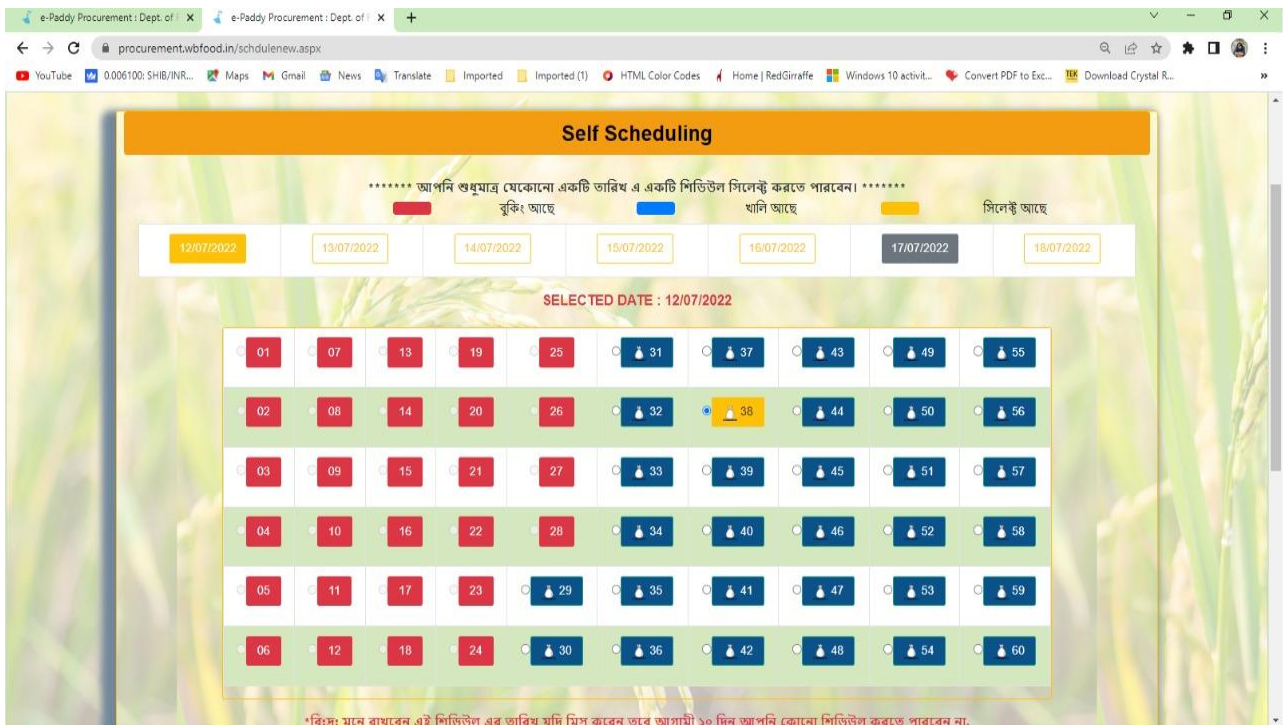 e-Paddy Procurement : Dept. of F
e-Paddy Procurement : Dept. of F
procurement.wbfood.in/schdulenew.aspx
YouTube 0.006100: SHIB/INR... Maps Gmail News Translate Imported Imported (1) HTML Color Codes Home | RedGirraffe Windows 10 activit... Convert PDF to Exc... TEK Download Crystal R... »
Self Scheduling
******* আপনি শুধুমাত্র যেকোনো একটি তারিখ এ একটি শিডিউল সিলেক্ট করতে পারবেন। *******
বুকিং আছে খালি আছে সিলেক্ট আছে
12/07/2022 13/07/2022 14/07/2022 15/07/2022 16/07/2022 17/07/2022 18/07/2022
SELECTED DATE : 12/07/2022
01 07 13 19 25 31 37 43 49 55
02 08 14 20 26 32 38 44 50 56
03 09 15 21 27 33 39 45 51 57
04 10 16 22 28 34 40 46 52 58
05 11 17 23 29 35 41 47 53 59
06 12 18 24 30 36 42 48 54 60
*বিঃদ্রঃ মনে রাখবেন এই শিডিউল এর তারিখ যদি মিস করেন তবে আগামী ১০ দিন আপনি কোনো শিডিউল করতে পারবেন না.